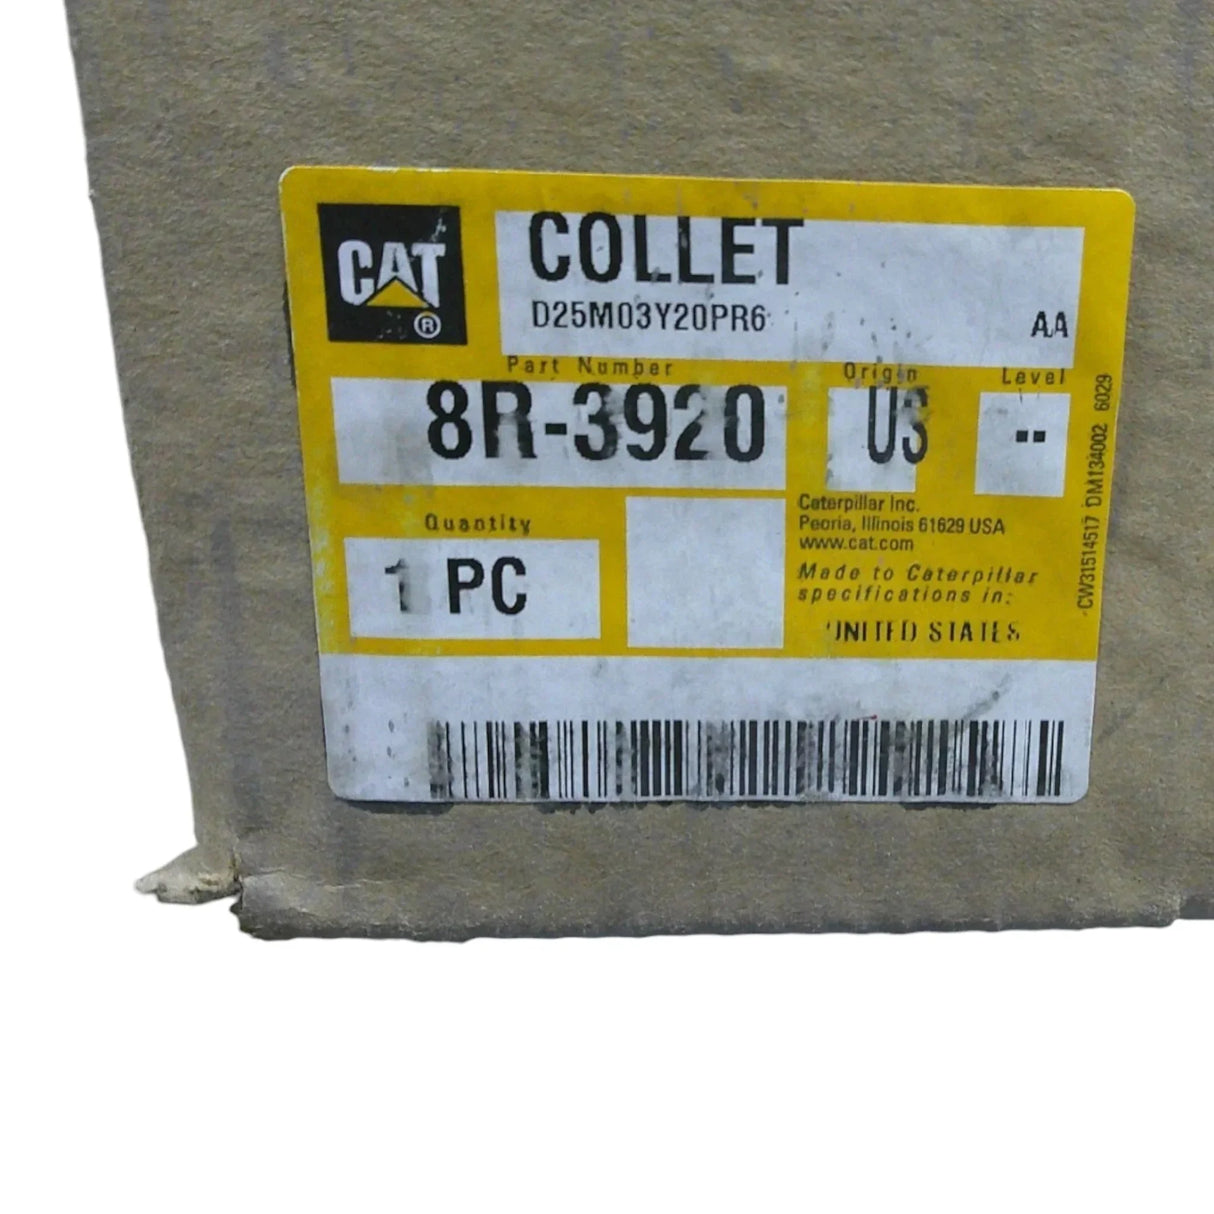 CAT®
COLLET
D25M03Y20PR6
AA
Part Number
8R-3920
Origin
US
Level
--
Quantity
1 PC
Caterpillar Inc.
Peoria, Illinois 61629 USA
www.cat.com
Made to Caterpillar
specifications in:
UNITED STATES
CW31514517 DM134002 6029